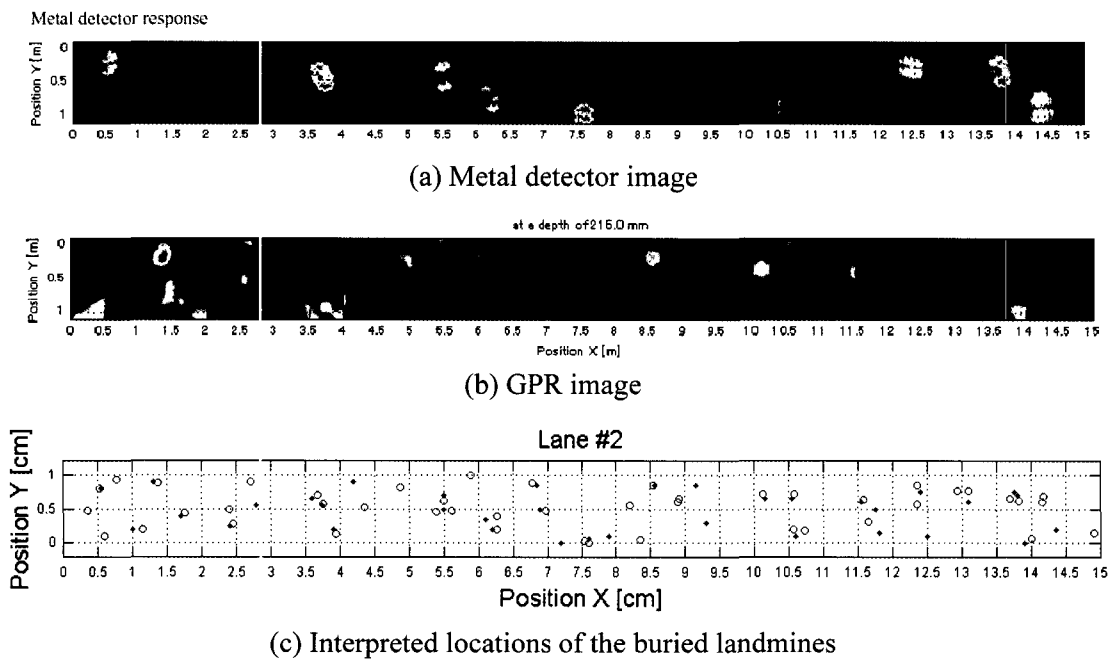 Metal detector response
Position Y [m]
0
0.5
1
0 0.5 1 1.5 2 2.5 3 3.5 4 4.5 5 5.5 6 6.5 7 7.5 8 8.5 9 9.5 10 10.5 11 11.5 12 12.5 13 13.5 14 14.5 15
(a) Metal detector image
at a depth of 215.0 mm
Position Y [m]
0
0.5
1
0 0.5 1 1.5 2 2.5 3 3.5 4 4.5 5 5.5 6 6.5 7 7.5 8 8.5 9 9.5 10 10.5 11 11.5 12 12.5 13 13.5 14 14.5 15
Position X [m]
(b) GPR image
Lane #2
Position Y [cm]
1
0.5
0
0 0.5 1 1.5 2 2.5 3 3.5 4 4.5 5 5.5 6 6.5 7 7.5 8 8.5 9 9.5 10 10.5 11 11.5 12 12.5 13 13.5 14 14.5 15
Position X [cm]
(c) Interpreted locations of the buried landmines